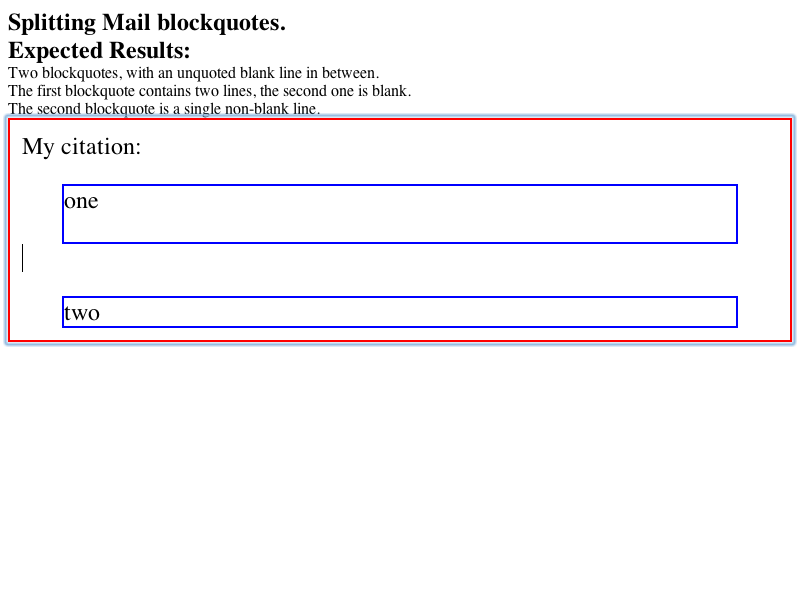 Splitting Mail blockquotes.
Expected Results:
Two blockquotes, with an unquoted blank line in between.
The first blockquote contains two lines, the second one is blank.
The second blockquote is a single non-blank line.
My citation:
one
two